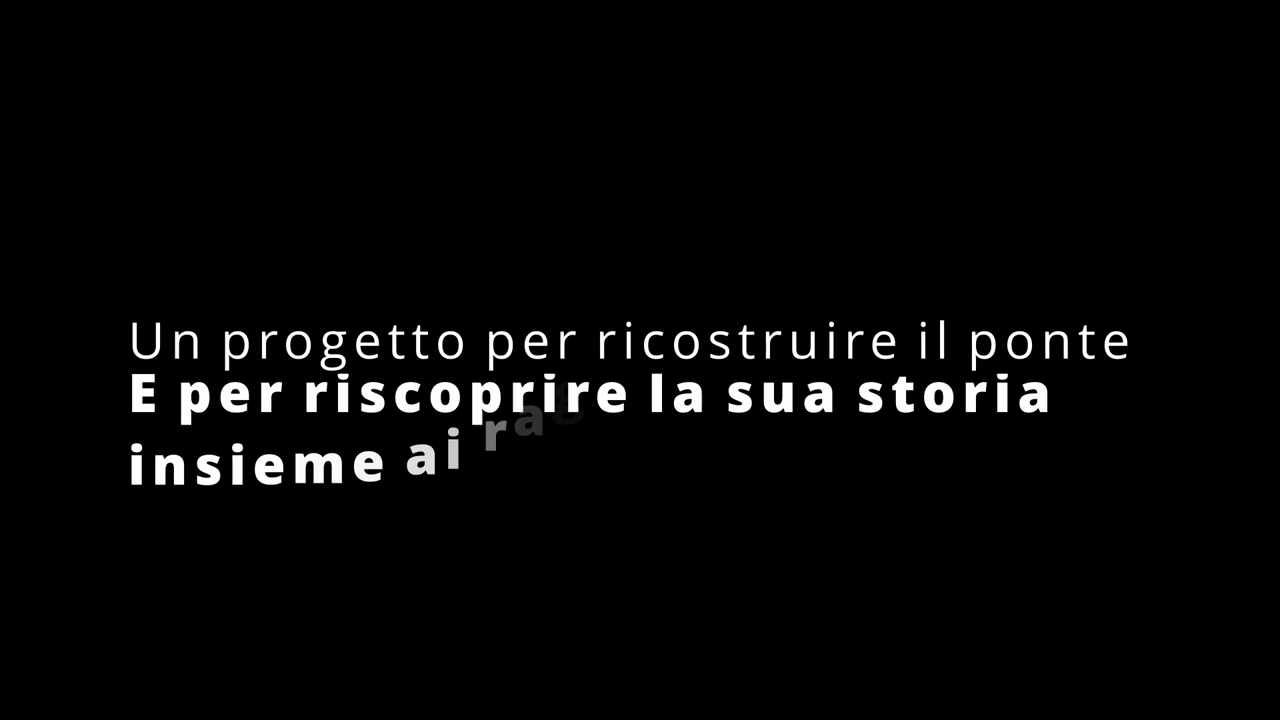 Un progetto per ricostruire il ponte
E per riscoprire la sua storia
insieme ai